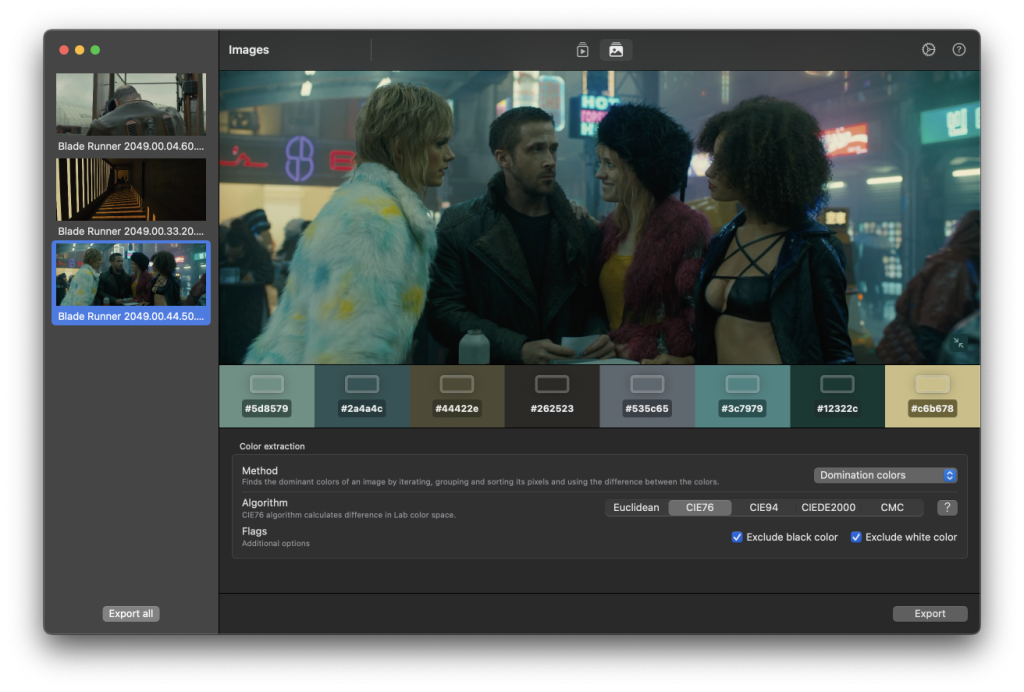 Images
Blade Runner 2049.00.04.60....
Blade Runner 2049.00.33.20....
Blade Runner 2049.00.44.50....
HOT
#5d8579
#2a4a4c
#44422e
#262523
#535c65
#3c7979
#12322c
#c6b678
Color extraction
Method
Domination colors
Finds the dominant colors of an image by iterating, grouping and sorting its pixels and using the difference between the colors.
Algorithm
Euclidean CIE76 CIE94 CIEDE2000 CMC ?
CIE76 algorithm calculates difference in Lab color space.
Flags
Exclude black color Exclude white color
Additional options
Export all
Export